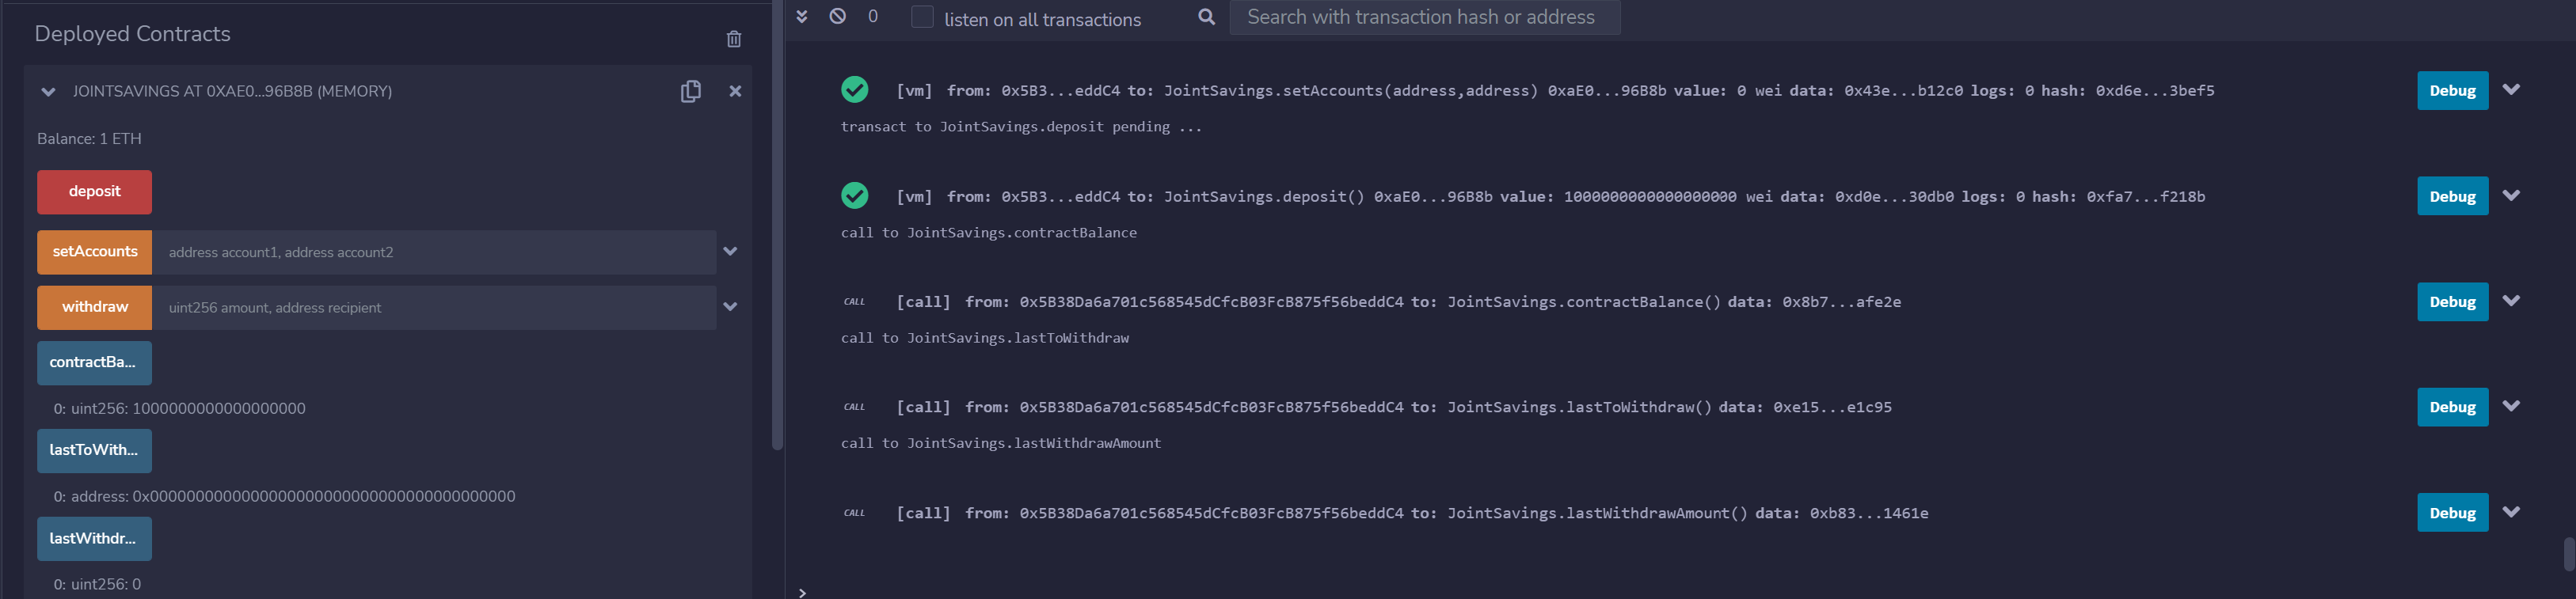 Deployed Contracts
JOINTSAVINGS AT 0XAE0...96B8B (MEMORY)
Balance: 1 ETH
deposit
setAccounts address account1, address account2
withdraw uint256 amount, address recipient
contractBa...
0: uint256: 1000000000000000000
lastToWith...
0: address: 0x0000000000000000000000000000000000000000
lastWithdr...
0: uint256: 0
0 listen on all transactions Search with transaction hash or address
[vm] from: 0x5B3...eddC4 to: JointSavings.setAccounts(address,address) 0xaE0...96B8b value: 0 wei data: 0x43e...b12c0 logs: 0 hash: 0xd6e...3bef5 Debug
transact to JointSavings.deposit pending ...
[vm] from: 0x5B3...eddC4 to: JointSavings.deposit() 0xaE0...96B8b value: 1000000000000000000 wei data: 0xd0e...30db0 logs: 0 hash: 0xfa7...f218b Debug
call to JointSavings.contractBalance
CALL [call] from: 0x5B38Da6a701c568545dCfcB03FcB875f56beddC4 to: JointSavings.contractBalance() data: 0x8b7...afe2e Debug
call to JointSavings.lastToWithdraw
CALL [call] from: 0x5B38Da6a701c568545dCfcB03FcB875f56beddC4 to: JointSavings.lastToWithdraw() data: 0xe15...e1c95 Debug
call to JointSavings.lastWithdrawAmount
CALL [call] from: 0x5B38Da6a701c568545dCfcB03FcB875f56beddC4 to: JointSavings.lastWithdrawAmount() data: 0xb83...1461e Debug
>